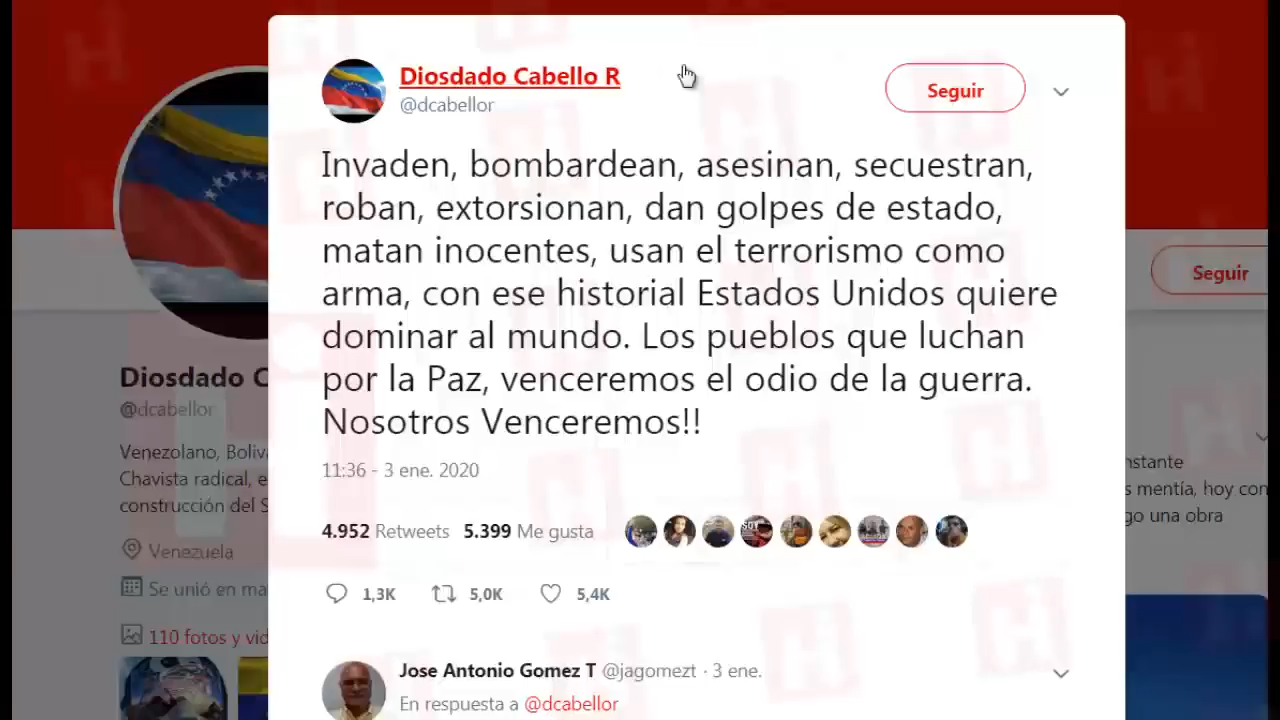 Diosdado Cabello R
@dcabellor
Seguir
Invaden, bombardean, asesinan, secuestran,
roban, extorsionan, dan golpes de estado,
matan inocentes, usan el terrorismo como
arma, con ese historial Estados Unidos quiere
dominar al mundo. Los pueblos que luchan
por la Paz, venceremos el odio de la guerra.
Nosotros Venceremos!!
11:36 - 3 ene. 2020
4.952 Retweets 5.399 Me gusta
1,3K 5,0K 5,4K
Jose Antonio Gomez T @jagomezt · 3 ene.
En respuesta a @dcabellor
Diosdado C
@dcabellor
Venezolano, Boliv
Chavista radical, e
construcción del S
Venezuela
Se unió en ma
110 fotos y vid
Seguir
nstante
s mentía, hoy con
go una obra